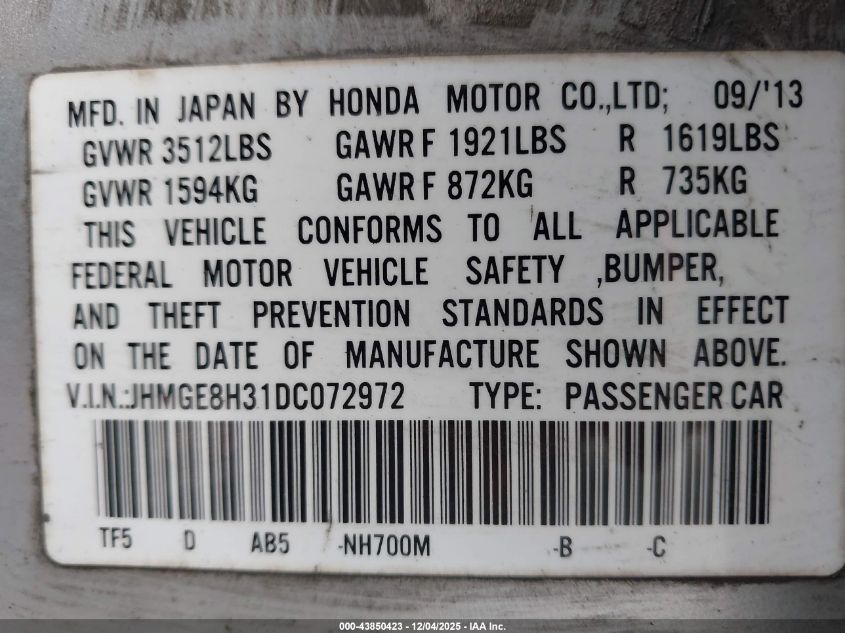 MFD. IN JAPAN BY HONDA MOTOR CO.,LTD; 09/'13
GVWR 3512LBS GAWR F 1921LBS R 1619LBS
GVWR 1594KG GAWR F 872KG R 735KG
THIS VEHICLE CONFORMS TO ALL APPLICABLE
FEDERAL MOTOR VEHICLE SAFETY ,BUMPER,
AND THEFT PREVENTION STANDARDS IN EFFECT
ON THE DATE OF MANUFACTURE SHOWN ABOVE.
V.I.N.:JHMGE8H31DC072972 TYPE: PASSENGER CAR
TF5 D AB5 -NH700M -B -C
000-43850423 - 12/04/2025 - IAA Inc.